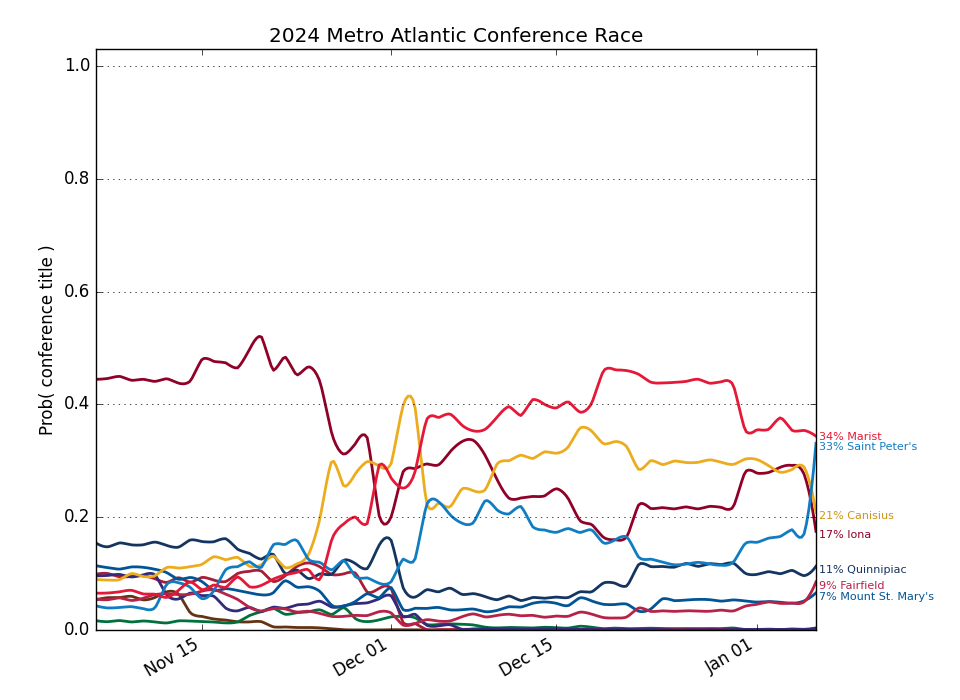 2024 Metro Atlantic Conference Race
Prob( conference title )
1.0
0.8
0.6
0.4
0.2
0.0
Nov 15
Dec 01
Dec 15
Jan 01
34% Marist
33% Saint Peter's
21% Canisius
17% Iona
11% Quinnipiac
9% Fairfield
7% Mount St. Mary's